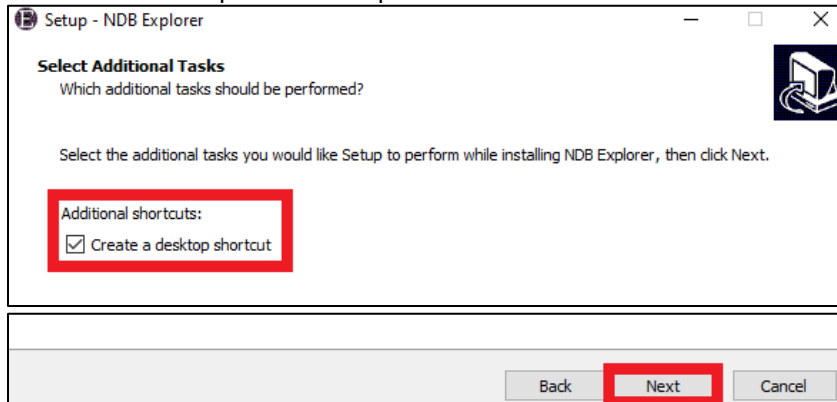 Setup - NDB Explorer
Select Additional Tasks
Which additional tasks should be performed?
Select the additional tasks you would like Setup to perform while installing NDB Explorer, then click Next.
Additional shortcuts:
Create a desktop shortcut
Back Next Cancel